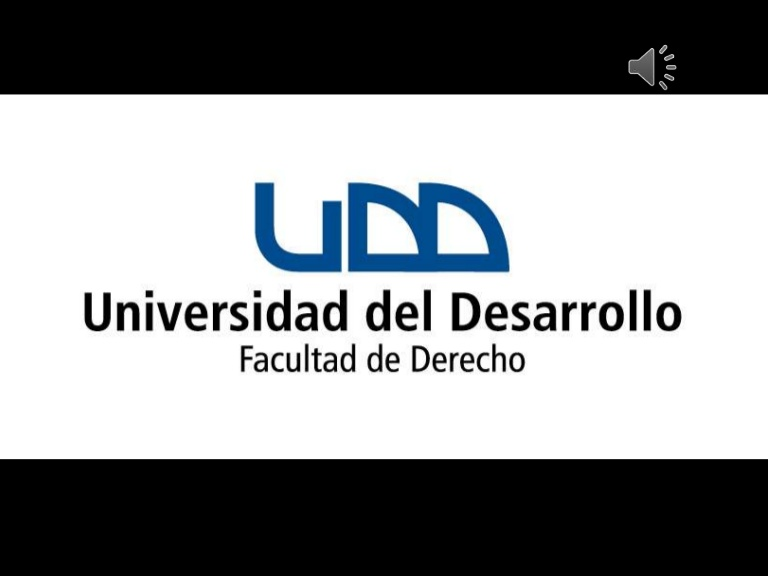 UDD
Universidad del Desarrollo
Facultad de Derecho